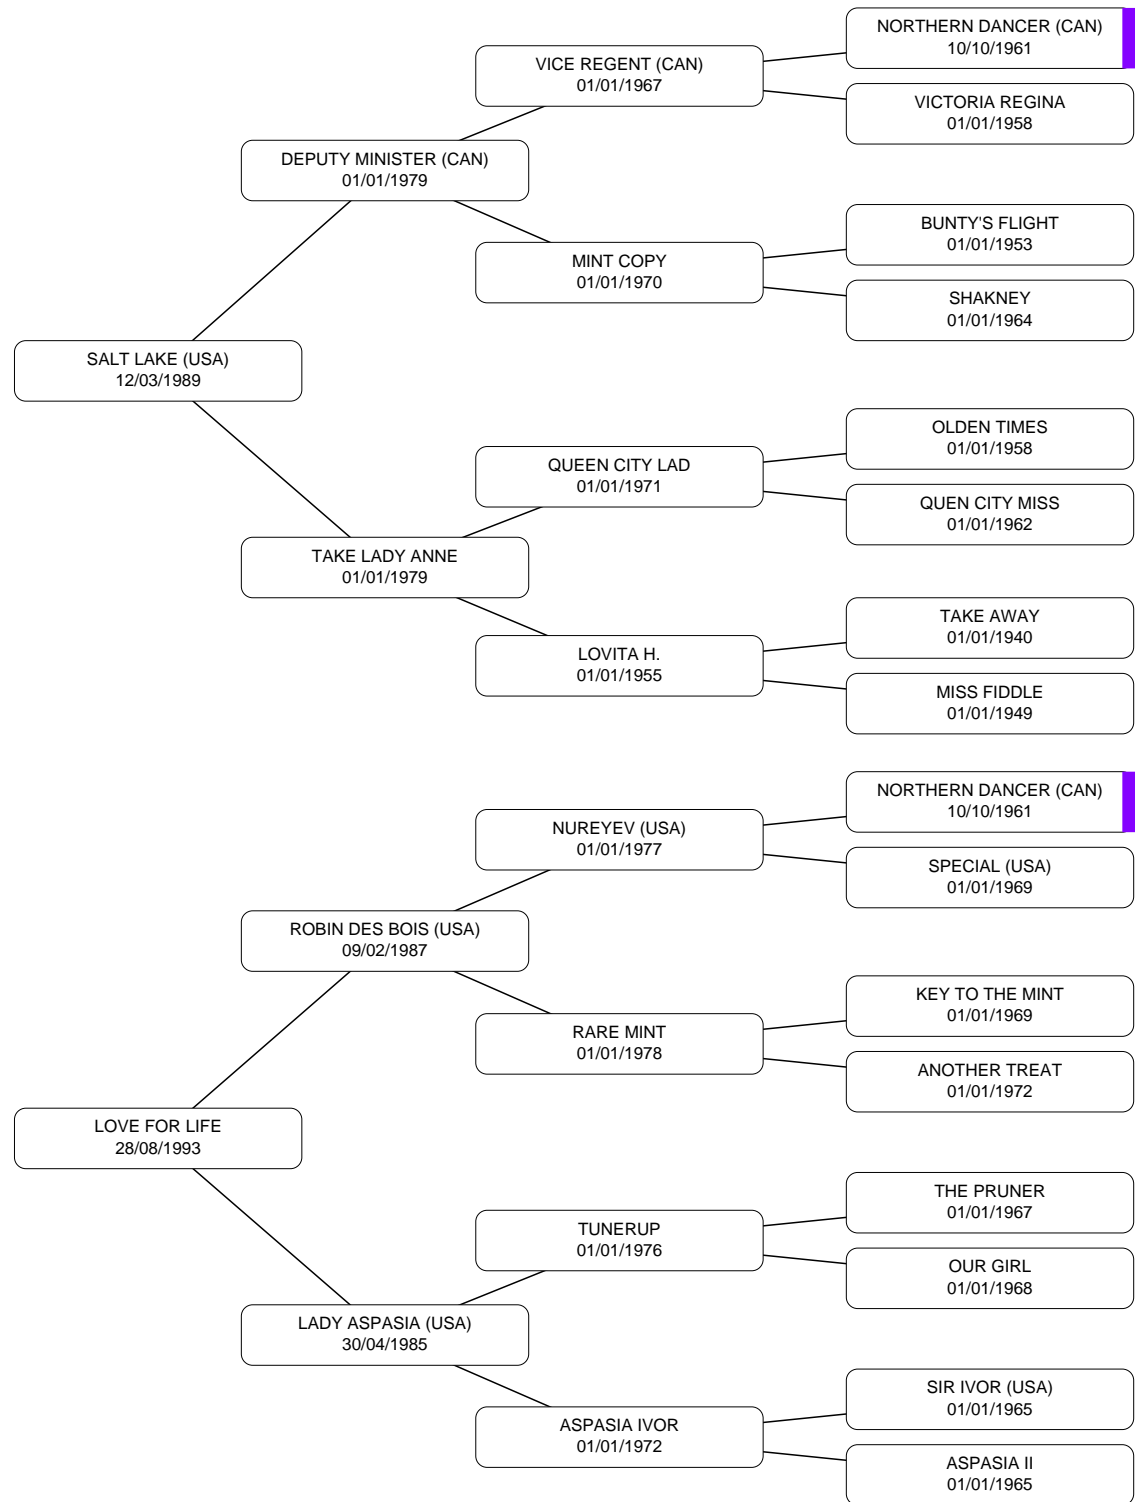 NORTHERN DANCER (CAN)
10/10/1961
VICE REGENT (CAN)
01/01/1967
VICTORIA REGINA
01/01/1958
DEPUTY MINISTER (CAN)
01/01/1979
BUNTY'S FLIGHT
01/01/1953
MINT COPY
01/01/1970
SHAKNEY
01/01/1964
SALT LAKE (USA)
12/03/1989
OLDEN TIMES
01/01/1958
QUEEN CITY LAD
01/01/1971
QUEN CITY MISS
01/01/1962
TAKE LADY ANNE
01/01/1979
TAKE AWAY
01/01/1940
LOVITA H.
01/01/1955
MISS FIDDLE
01/01/1949
NORTHERN DANCER (CAN)
10/10/1961
NUREYEV (USA)
01/01/1977
SPECIAL (USA)
01/01/1969
ROBIN DES BOIS (USA)
09/02/1987
KEY TO THE MINT
01/01/1969
RARE MINT
01/01/1978
ANOTHER TREAT
01/01/1972
LOVE FOR LIFE
28/08/1993
THE PRUNER
01/01/1967
TUNERUP
01/01/1976
OUR GIRL
01/01/1968
LADY ASPASIA (USA)
30/04/1985
SIR IVOR (USA)
01/01/1965
ASPASIA IVOR
01/01/1972
ASPASIA II
01/01/1965